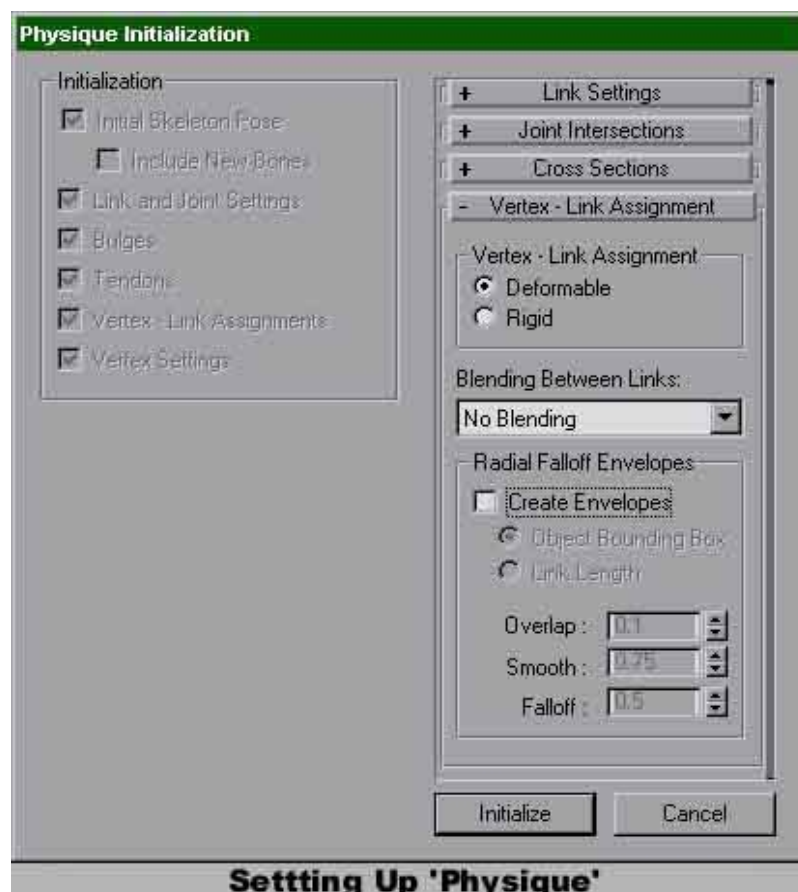 Physique Initialization
Initialization
Initial Skeleton Pose
Include New Bones
Link and Joint Settings
Bulges
Tendons
Vertex - Link Assignments
Vertex Settings
+ Link Settings
+ Joint Intersections
+ Cross Sections
- Vertex - Link Assignment
Vertex - Link Assignment
Deformable
Rigid
Blending Between Links:
No Blending
Radial Falloff Envelopes
Create Envelopes
Object Bounding Box
Link Length
Overlap : 0.1
Smooth : 0.75
Falloff : 0.5
Initialize
Cancel
Settting Up 'Physique'